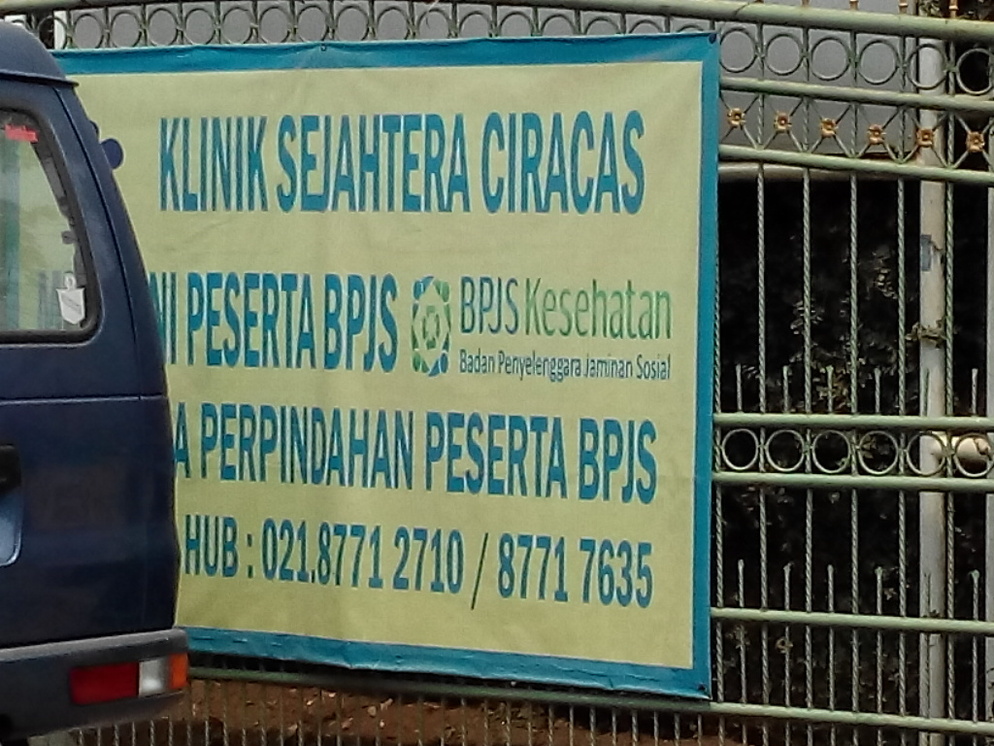 KLINIK SEJAHTERA CIRACAS
NI PESERTA BPJS BPJS Kesehatan
Badan Penyelenggara Jaminan Sosial
A PERPINDAHAN PESERTA BPJS
HUB : 021.8771 2710 / 8771 7635